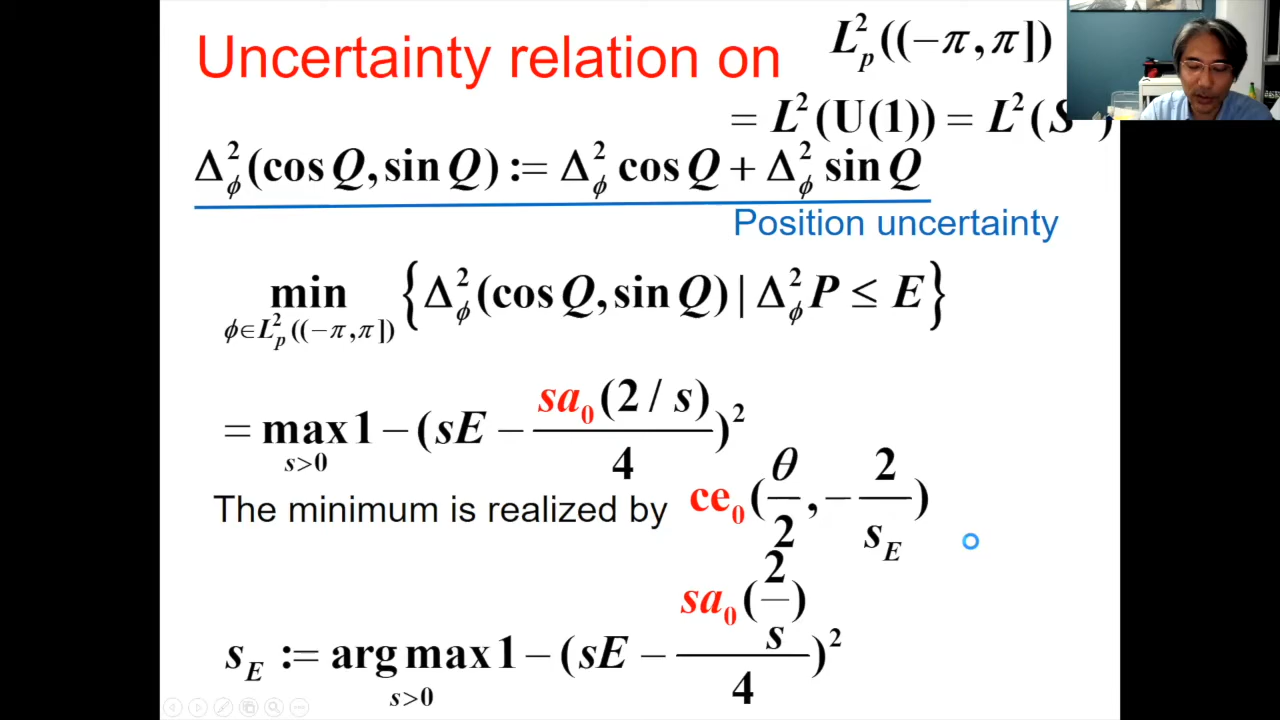 Uncertainty relation on L²ₚ((−π,π])
= L²(U(1)) = L²(S )
Δ²_ϕ(cos Q, sin Q) := Δ²_ϕ cos Q + Δ²_ϕ sin Q
Position uncertainty
min_{ϕ∈L²ₚ((−π,π])} {Δ²_ϕ(cos Q, sin Q) | Δ²_ϕ P ≤ E}
= max_{s>0} 1 − (sE − sa₀(2 / s)/4)²
The minimum is realized by ce₀(θ/2, −2/s_E)
s_E := arg max_{s>0} 1 − (sE − sa₀(2/s)/4)²